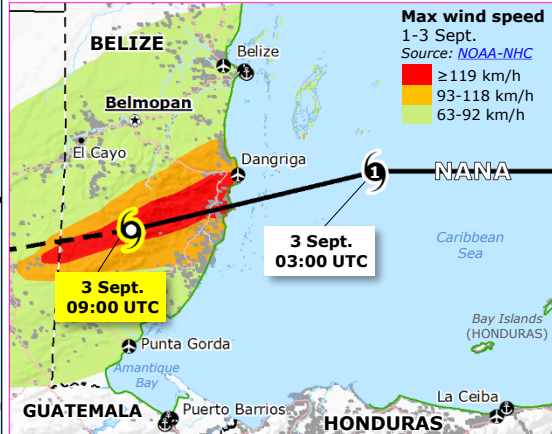 Max wind speed
1-3 Sept.
Source: NOAA-NHC
≥119 km/h
93-118 km/h
63-92 km/h
BELIZE
Belize
Belmopan
El Cayo
Dangriga
1
NANA
3 Sept.
03:00 UTC
Caribbean
Sea
3 Sept.
09:00 UTC
Bay Islands
(HONDURAS)
Punta Gorda
Amantique
Bay
La Ceiba
GUATEMALA
Puerto Barrios
HONDURAS